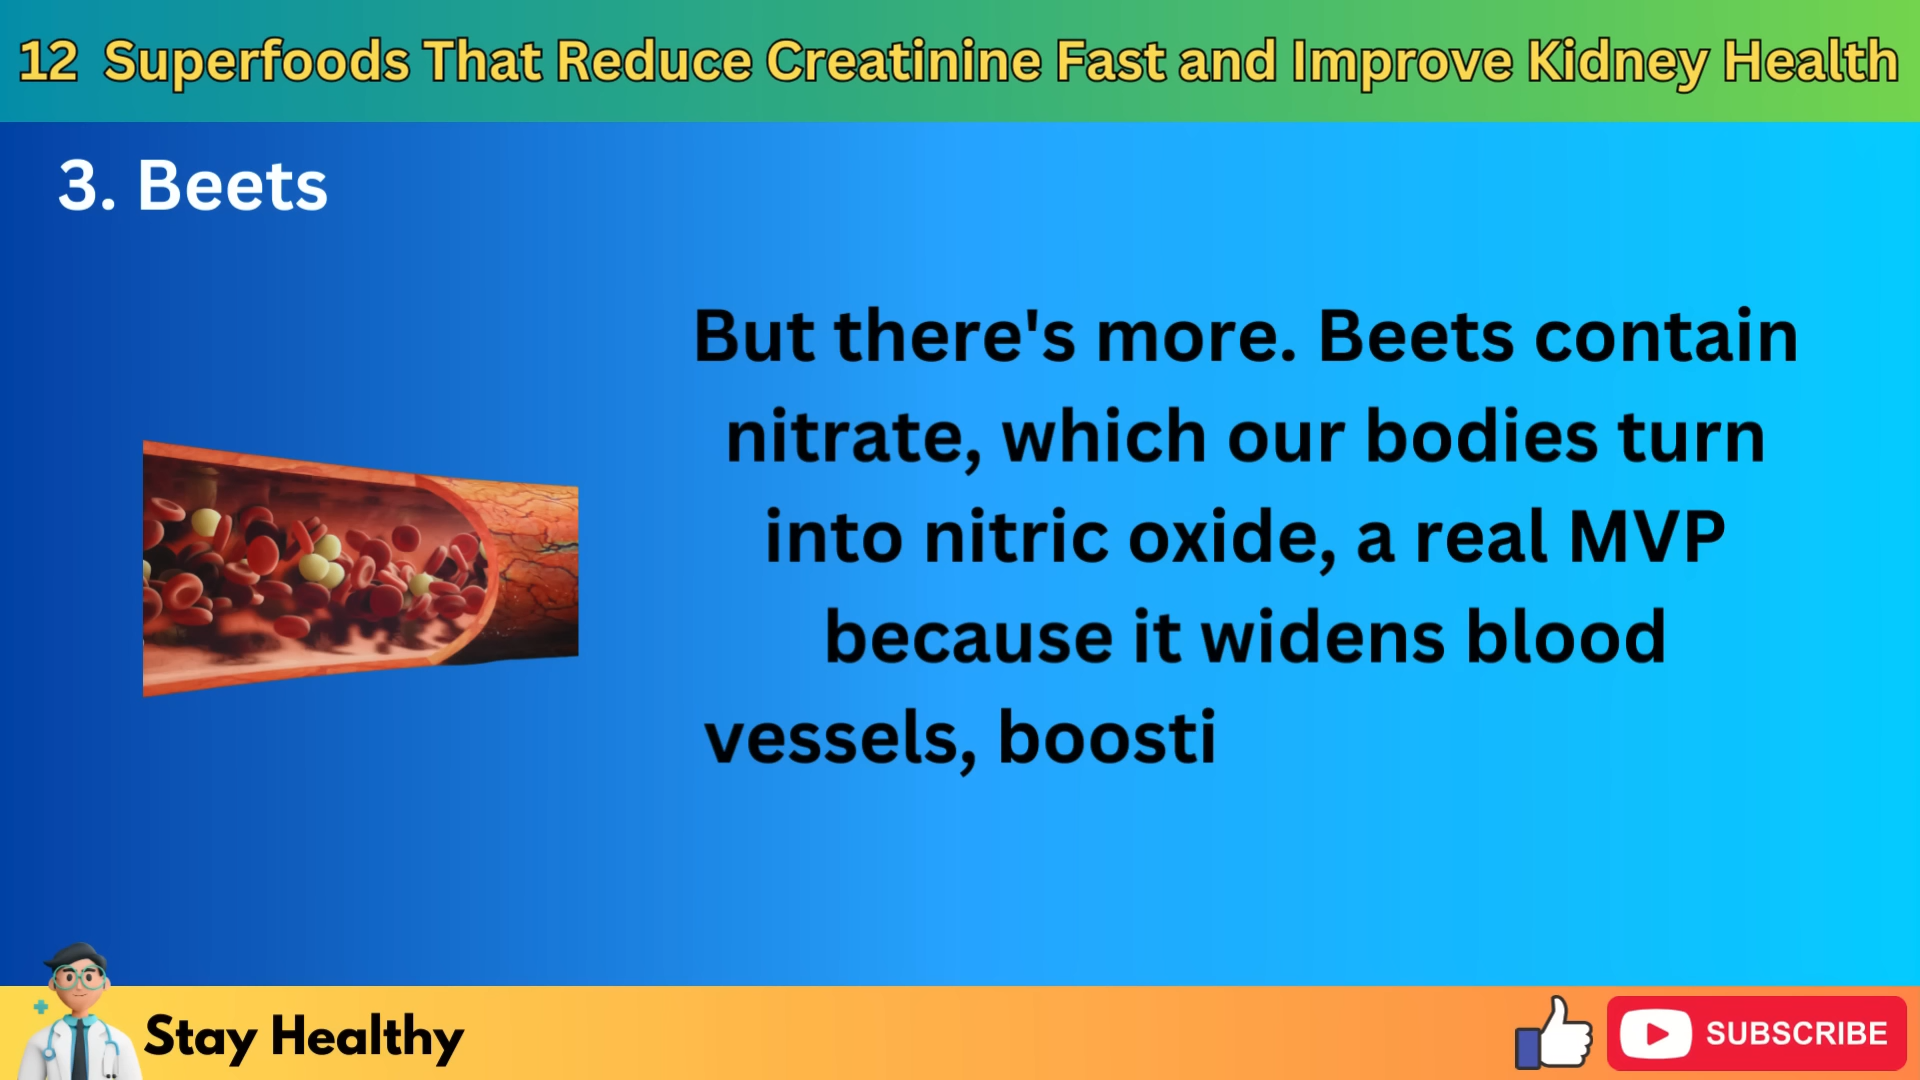 12 Superfoods That Reduce Creatinine Fast and Improve Kidney Health
3. Beets
But there's more. Beets contain
nitrate, which our bodies turn
into nitric oxide, a real MVP
because it widens blood
vessels, boosti
Stay Healthy
SUBSCRIBE